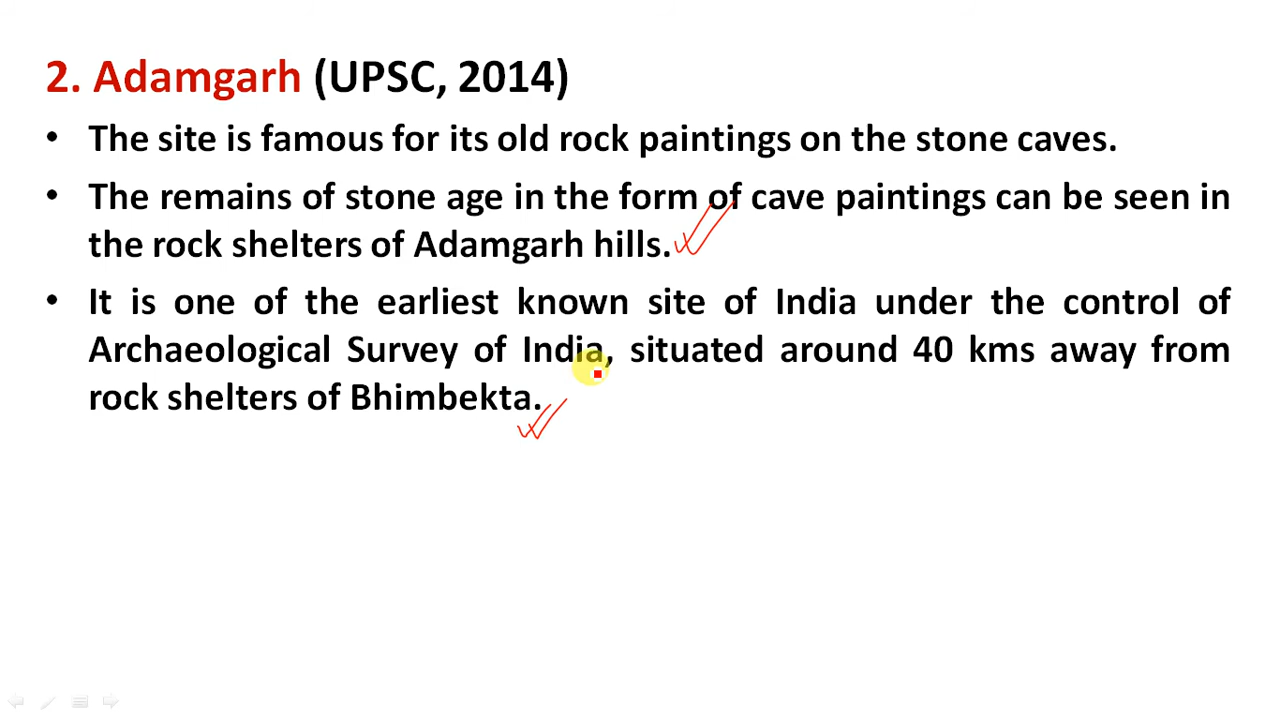 2. Adamgarh (UPSC, 2014)
• The site is famous for its old rock paintings on the stone caves.
• The remains of stone age in the form of cave paintings can be seen in
the rock shelters of Adamgarh hills.
• It is one of the earliest known site of India under the control of
Archaeological Survey of India, situated around 40 kms away from
rock shelters of Bhimbekta.